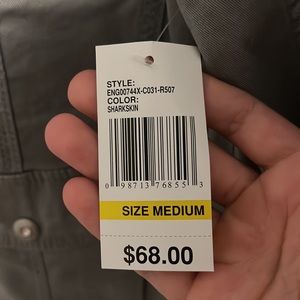 STYLE:
ENG00744X-C031-R507
COLOR:
SHARKSKIN
0 98713 76855 3
SIZE MEDIUM
$68.00